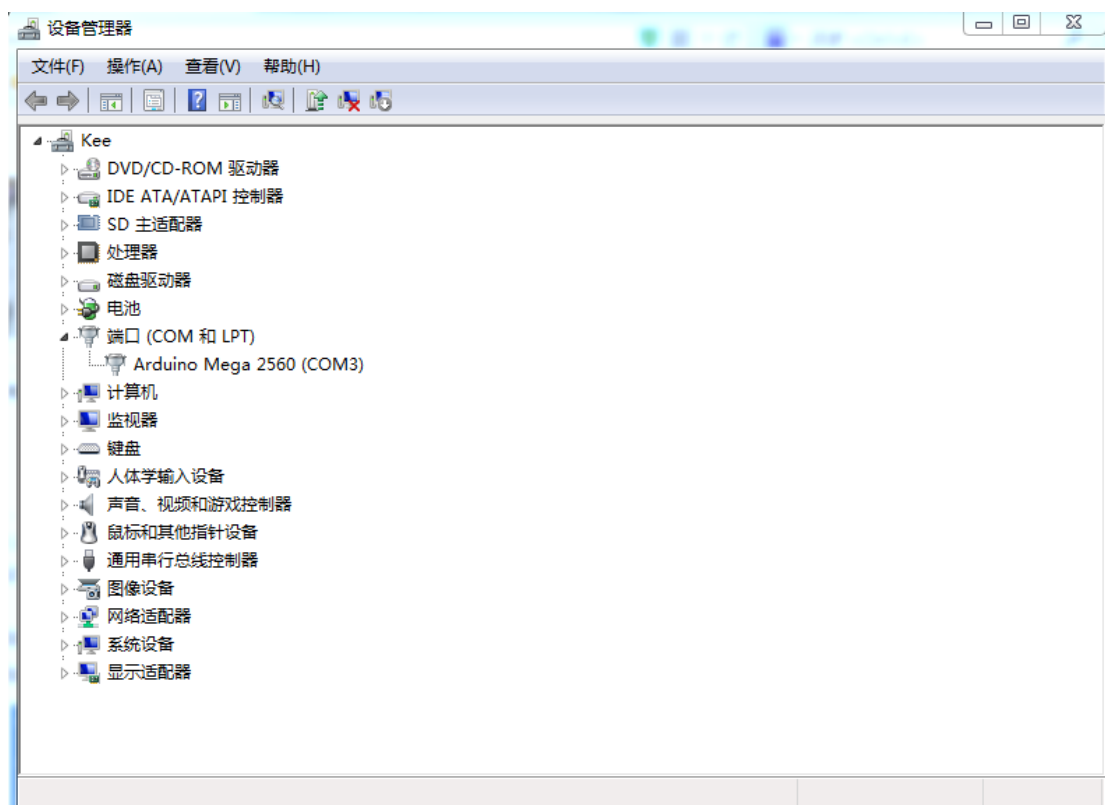 设备管理器
文件(F) 操作(A) 查看(V) 帮助(H)
Kee
DVD/CD-ROM 驱动器
IDE ATA/ATAPI 控制器
SD 主适配器
处理器
磁盘驱动器
电池
端口 (COM 和 LPT)
Arduino Mega 2560 (COM3)
计算机
监视器
键盘
人体学输入设备
声音、视频和游戏控制器
鼠标和其他指针设备
通用串行总线控制器
图像设备
网络适配器
系统设备
显示适配器